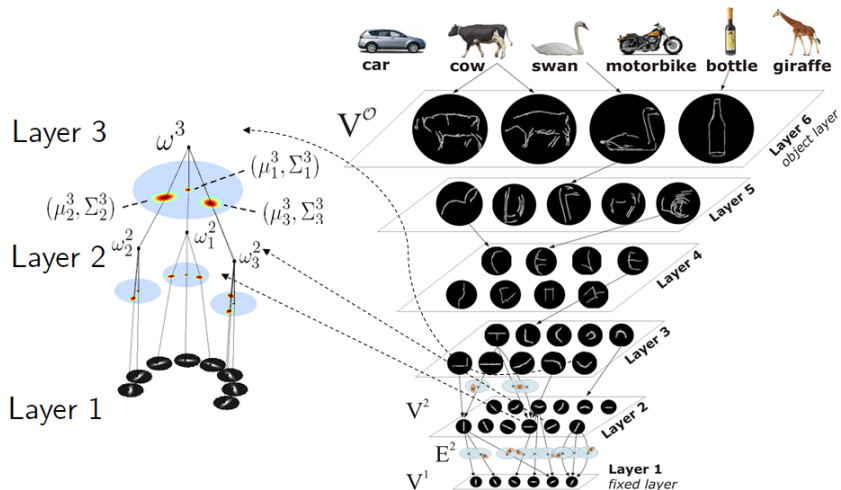 car cow swan motorbike bottle giraffe
V^O
Layer 6
object layer
Layer 5
Layer 4
Layer 3
V²
Layer 2
E²
V¹
Layer 1
fixed layer
Layer 3
ω³
(μ₁³, Σ₁³)
(μ₂³, Σ₂³)
(μ₃³, Σ₃³
Layer 2
ω₂²
ω₁²
ω₃²
Layer 1